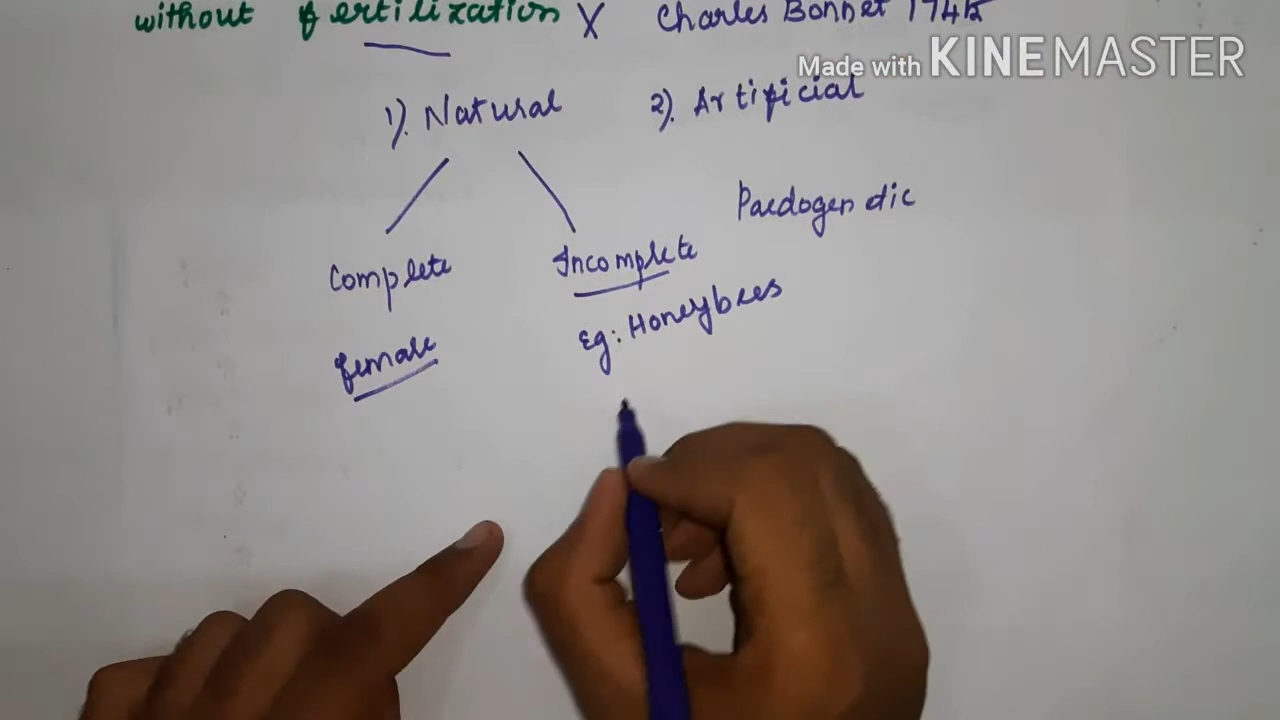 without fertilization X Charles Bonnet 1745
Made with KINEMASTER
1). Natural 2). Artificial
Paedogenetic
Complete Incomplete
female Eg: Honeybees